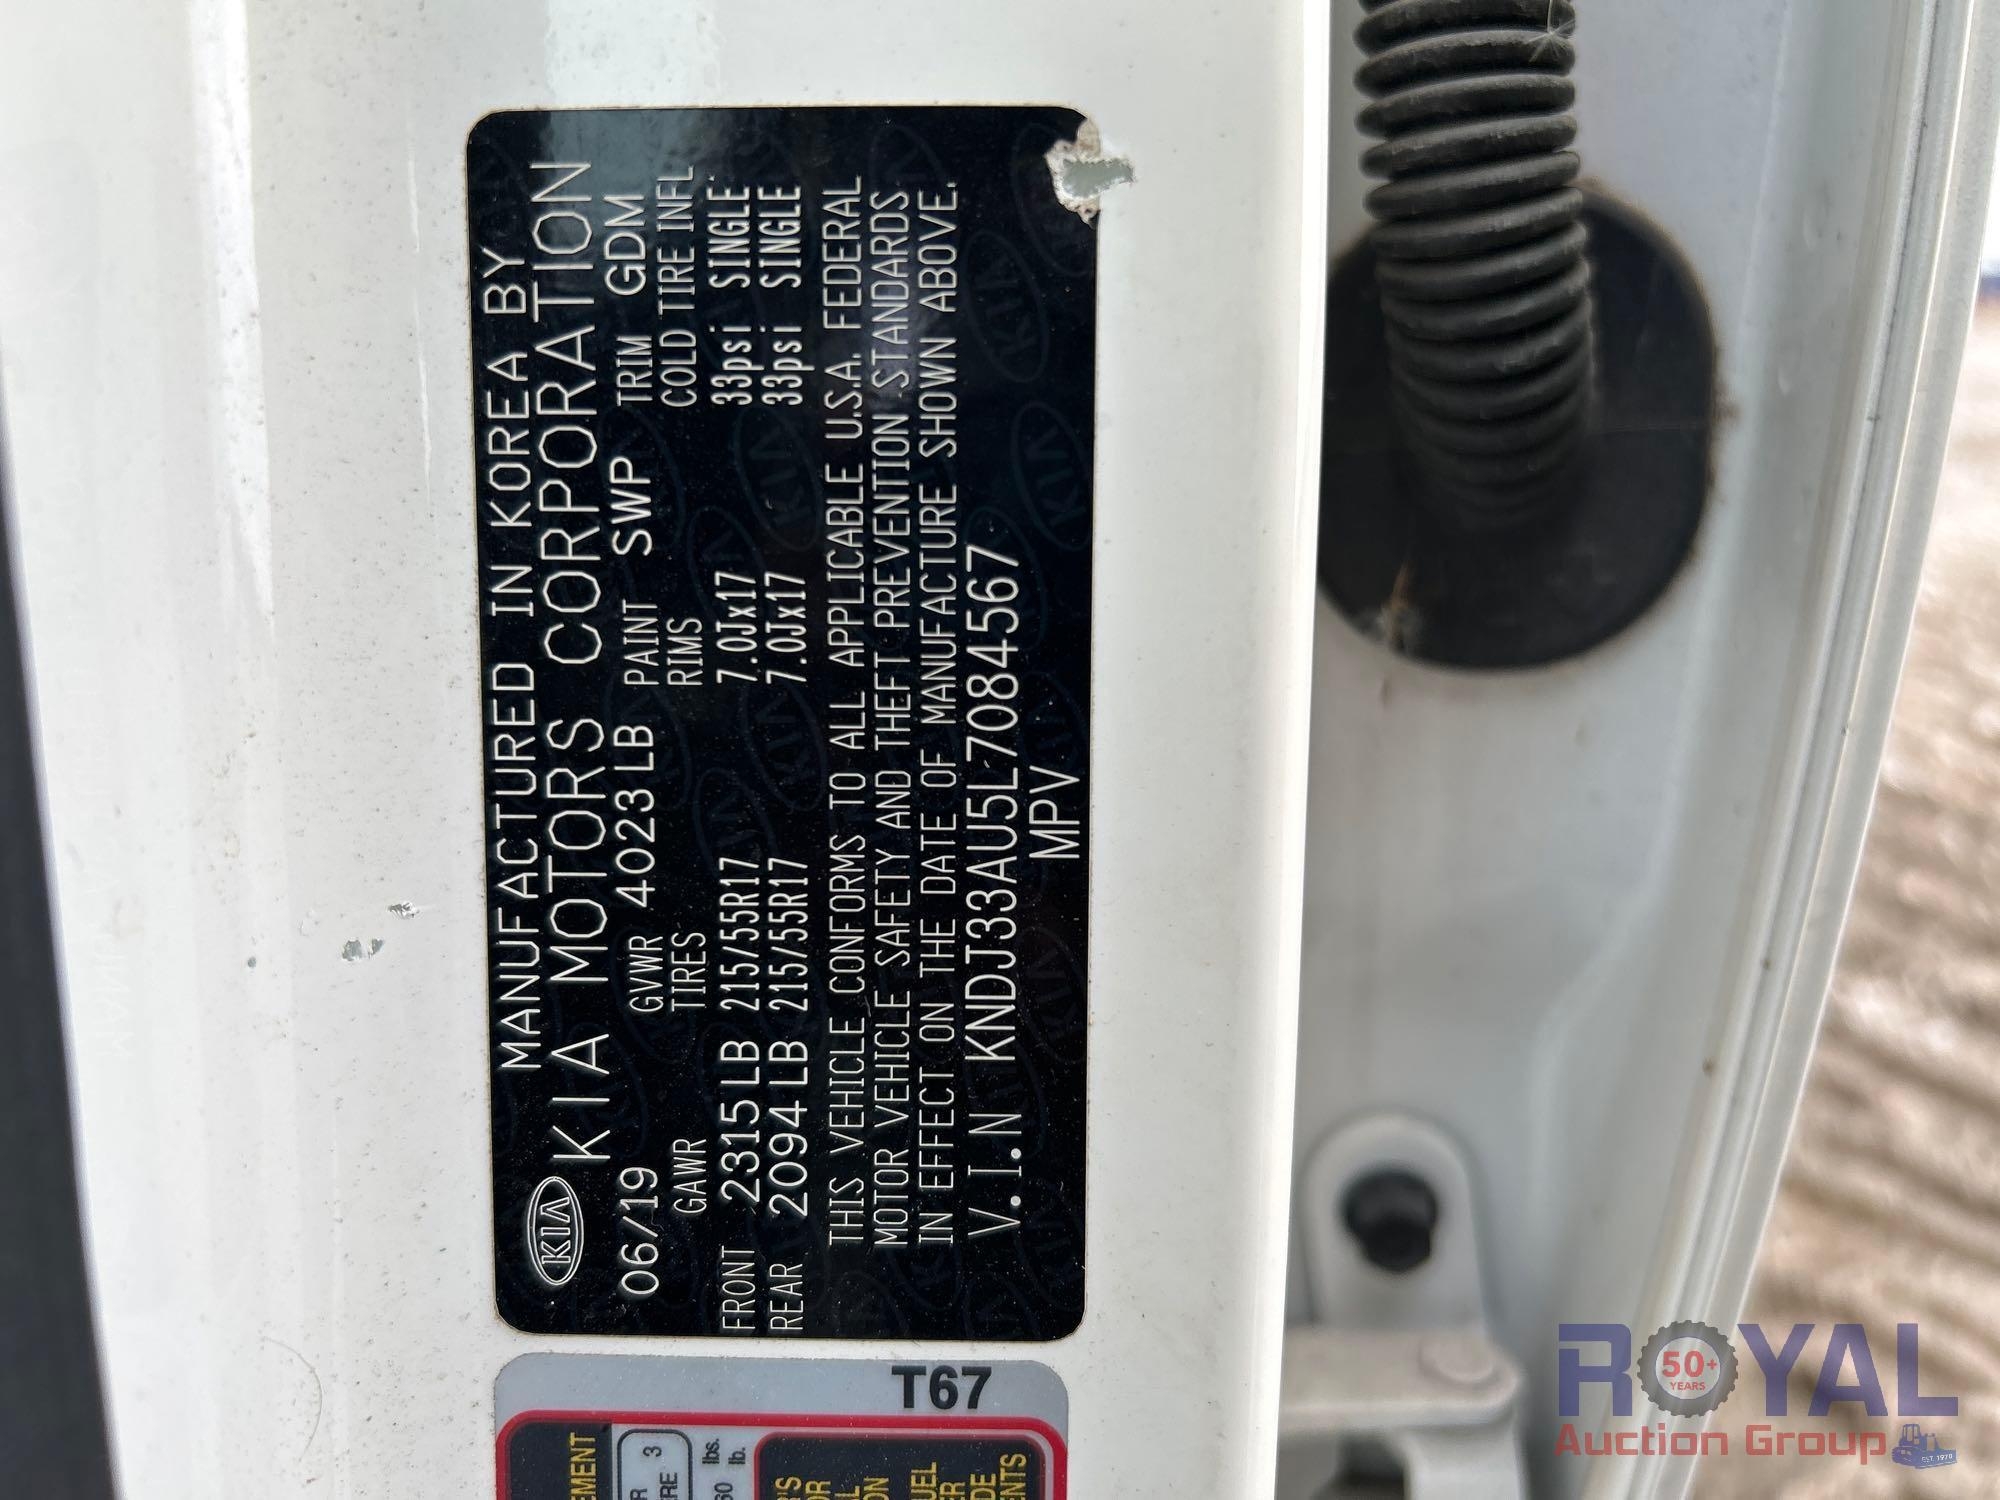 MANUFACTURED IN KOREA BY
KIA KIA MOTORS CORPORATION
06/19 GVWR 4023LB PAINT SWP TRIM GDM
GAWR TIRES RIMS COLD TIRE INFL
FRONT 2315LB 215/55R17 7.0Jx17 33psi SINGLE
REAR 2094LB 215/55R17 7.0Jx17 33psi SINGLE
THIS VEHICLE CONFORMS TO ALL APPLICABLE U.S.A. FEDERAL
MOTOR VEHICLE SAFETY AND THEFT PREVENTION STANDARDS
IN EFFECT ON THE DATE OF MANUFACTURE SHOWN ABOVE.
V.I.N KNDJ33AU5L7084567
MPV
T67
ROYAL
50+
YEARS
Auction Group
EST. 1970